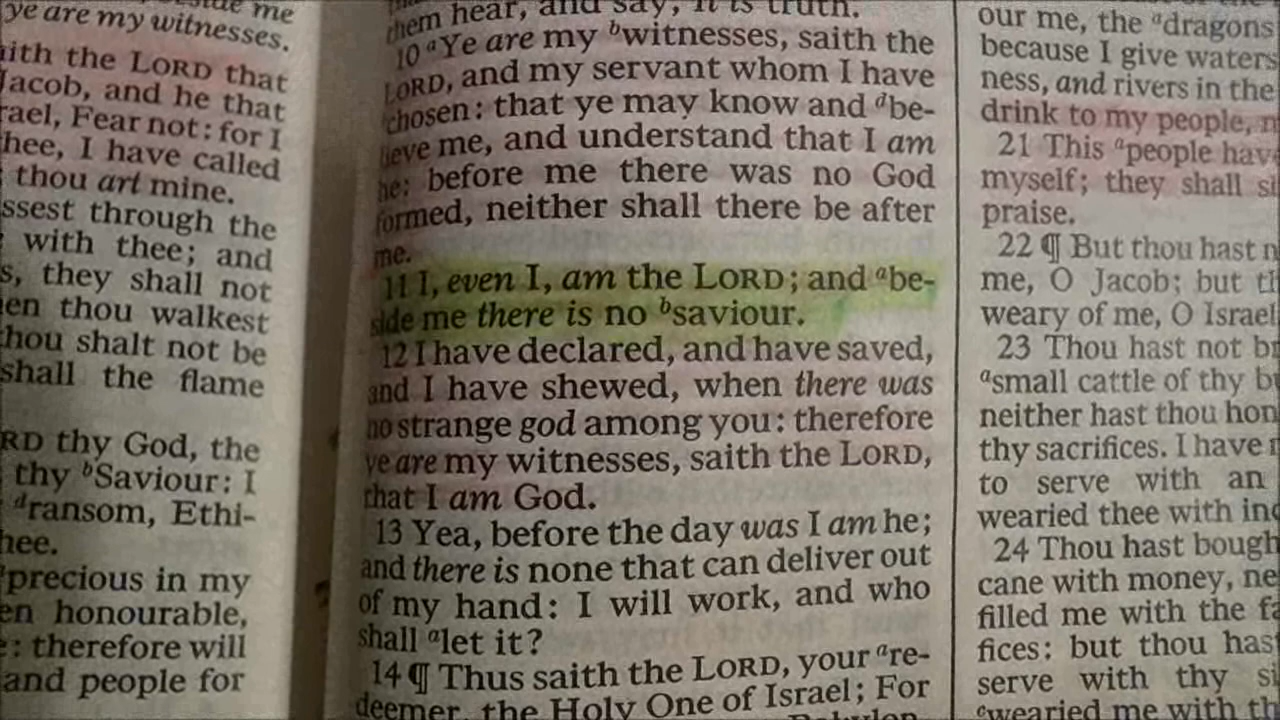 ye are my witnesses.
ith the LORD that
Jacob, and he that
rael, Fear not: for I
hee, I have called
thou art mine.
ssest through the
with thee; and
s, they shall not
en thou walkest
hou shalt not be
shall the flame
RD thy God, the
thy bSaviour: I
dransom, Ethi-
hee.
precious in my
en honourable,
: therefore will
and people for
them hear, and say, it is truth.
10 aYe are my bwitnesses, saith the
LORD, and my servant whom I have
chosen: that ye may know and dbe-
lieve me, and understand that I am
he: before me there was no God
formed, neither shall there be after
me.
11 I, even I, am the LORD; and abe-
side me there is no bsaviour.
12 I have declared, and have saved,
and I have shewed, when there was
no strange god among you: therefore
ye are my witnesses, saith the LORD,
that I am God.
13 Yea, before the day was I am he;
and there is none that can deliver out
of my hand: I will work, and who
shall alet it?
14 ¶ Thus saith the LORD, your are-
deemer, the Holy One of Israel; For
our me, the adragons
because I give waters
ness, and rivers in the
drink to my people, m
21 This apeople hav
myself; they shall s
praise.
22 ¶ But thou hast n
me, O Jacob; but t
weary of me, O Israel
23 Thou hast not b
asmall cattle of thy b
neither hast thou hon
thy sacrifices. I have
to serve with an
wearied thee with inc
24 Thou hast bough
cane with money, ne
filled me with the fa
fices: but thou has
serve with thy si
awearied me with th